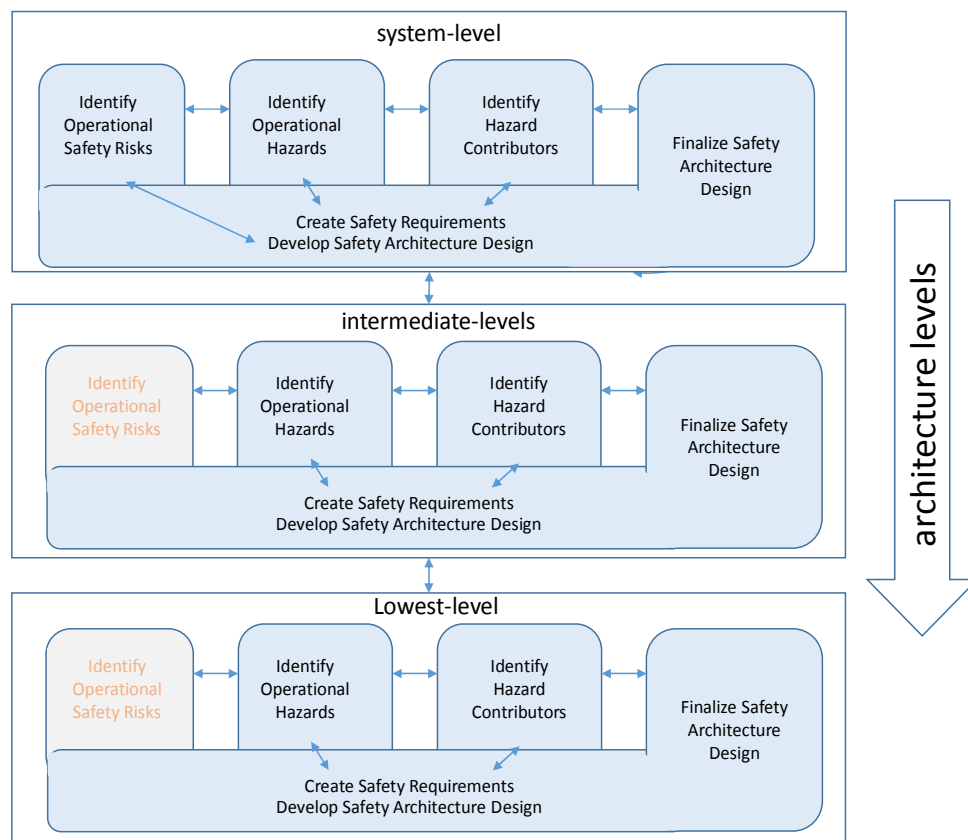 system-level
Identify
Operational
Safety Risks
Identify
Operational
Hazards
Identify
Hazard
Contributors
Finalize Safety
Architecture
Design
Create Safety Requirements
Develop Safety Architecture Design
intermediate-levels
Identify
Operational
Safety Risks
Identify
Operational
Hazards
Identify
Hazard
Contributors
Finalize Safety
Architecture
Design
Create Safety Requirements
Develop Safety Architecture Design
Lowest-level
Identify
Operational
Safety Risks
Identify
Operational
Hazards
Identify
Hazard
Contributors
Finalize Safety
Architecture
Design
Create Safety Requirements
Develop Safety Architecture Design
architecture levels